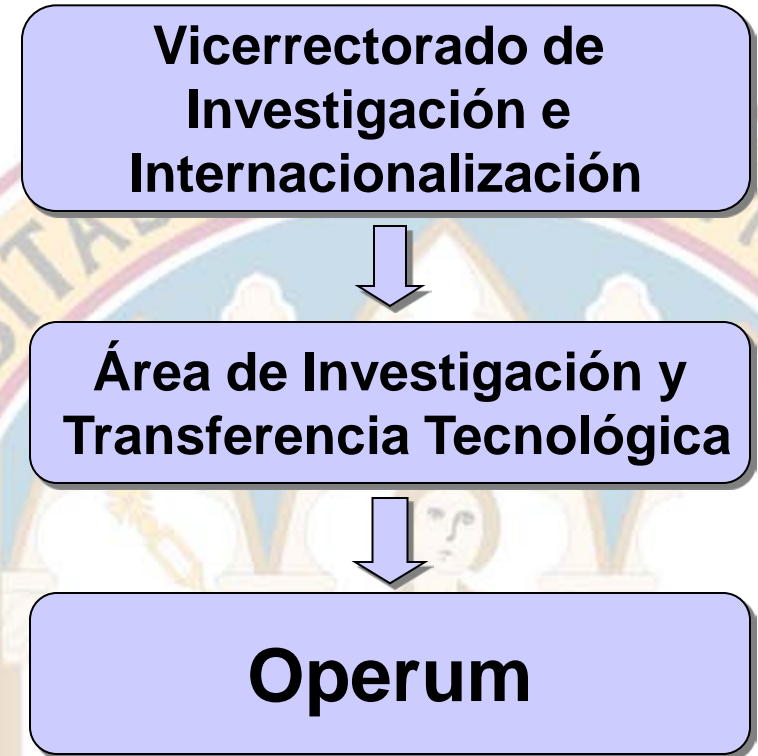 Vicerrectorado de
Investigación e
Internacionalización
Área de Investigación y
Transferencia Tecnológica
Operum